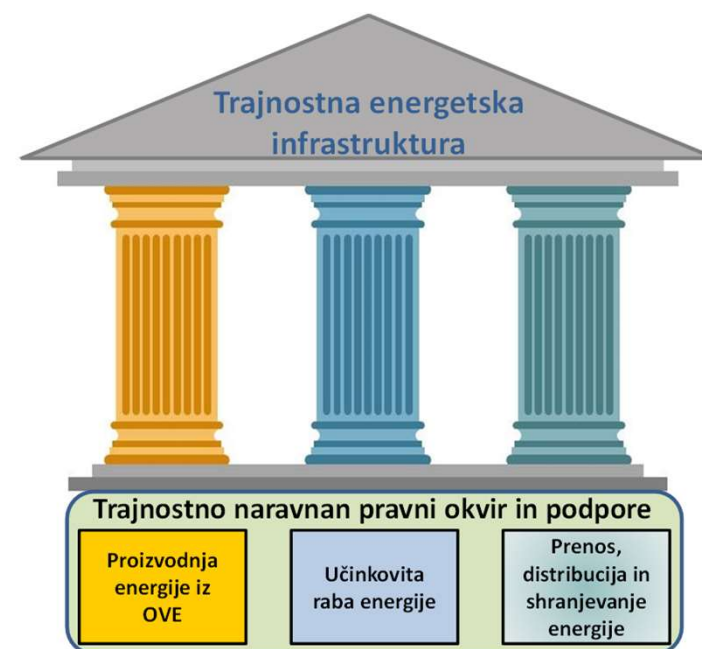 Trajnostna energetska
infrastruktura
Trajnostno naravnan pravni okvir in podpore
Proizvodnja
energije iz
OVE
Učinkovita
raba energije
Prenos,
distribucija in
shranjevanje
energije